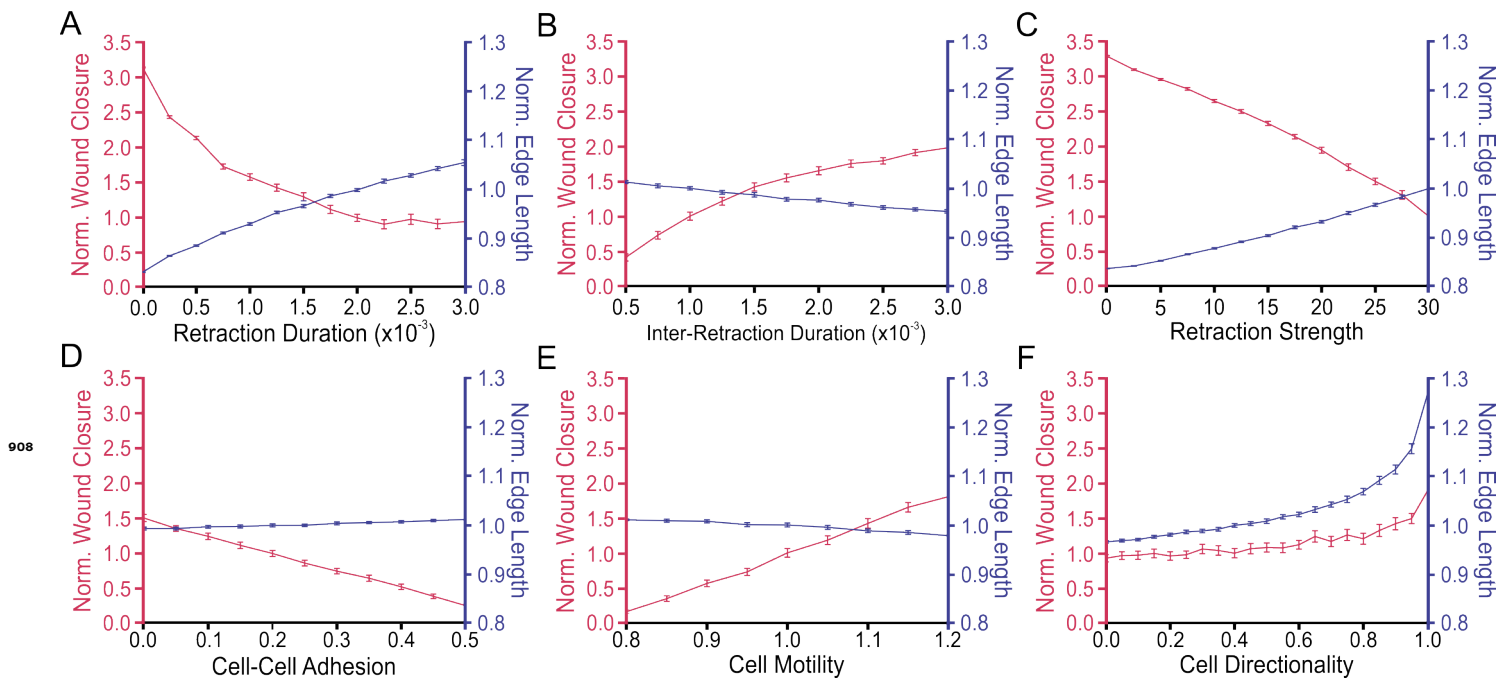 A
3.5
3.0
2.5
2.0
1.5
1.0
0.5
0.0
Norm. Wound Closure
1.3
1.2
1.1
1.0
0.9
0.8
Norm. Edge Length
0.0 0.5 1.0 1.5 2.0 2.5 3.0
Retraction Duration (x10⁻³)
B
3.5
3.0
2.5
2.0
1.5
1.0
0.5
0.0
Norm. Wound Closure
1.3
1.2
1.1
1.0
0.9
0.8
Norm. Edge Length
0.5 1.0 1.5 2.0 2.5 3.0
Inter-Retraction Duration (x10⁻³)
C
3.5
3.0
2.5
2.0
1.5
1.0
0.5
0.0
Norm. Wound Closure
1.3
1.2
1.1
1.0
0.9
0.8
Norm. Edge Length
0 5 10 15 20 25 30
Retraction Strength
908
D
3.5
3.0
2.5
2.0
1.5
1.0
0.5
0.0
Norm. Wound Closure
1.3
1.2
1.1
1.0
0.9
0.8
Norm. Edge Length
0.0 0.1 0.2 0.3 0.4 0.5
Cell-Cell Adhesion
E
3.5
3.0
2.5
2.0
1.5
1.0
0.5
0.0
Norm. Wound Closure
1.3
1.2
1.1
1.0
0.9
0.8
Norm. Edge Length
0.8 0.9 1.0 1.1 1.2
Cell Motility
F
3.5
3.0
2.5
2.0
1.5
1.0
0.5
0.0
Norm. Wound Closure
1.3
1.2
1.1
1.0
0.9
0.8
Norm. Edge Length
0.0 0.2 0.4 0.6 0.8 1.0
Cell Directionality